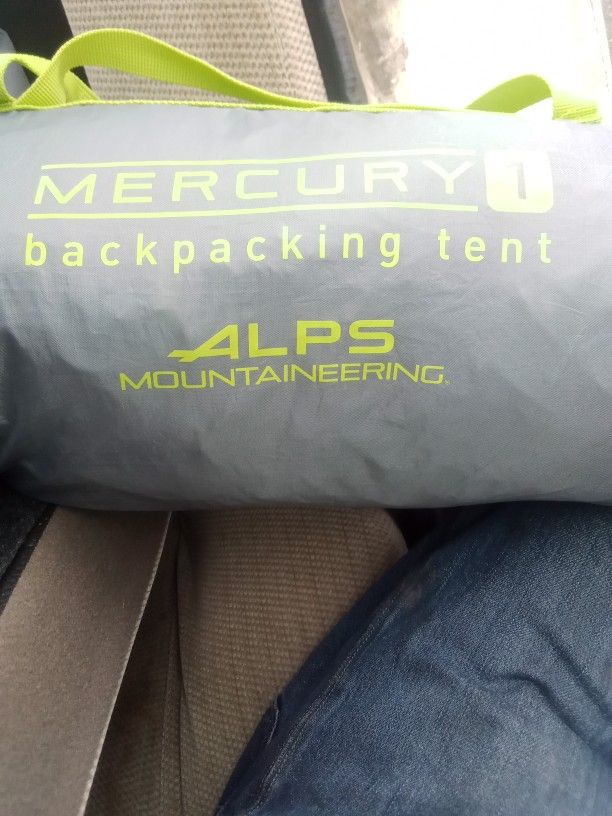 MERCURY 1
backpacking tent
ALPS
MOUNTAINEERING